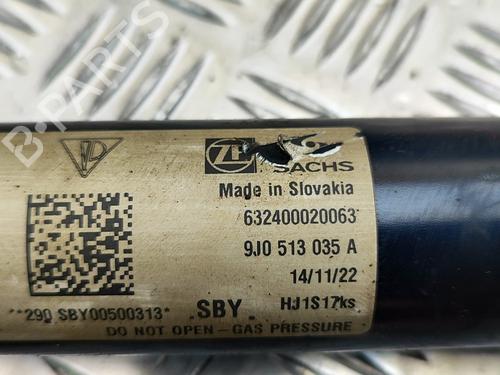 B-PARTS
ZF
SACHS
Made in Slovakia
632400020063
9J0 513 035 A
14/11/22
**290 SBY00500313* .SBY. HJ1S17ks
DO NOT OPEN-GAS PRESSURE